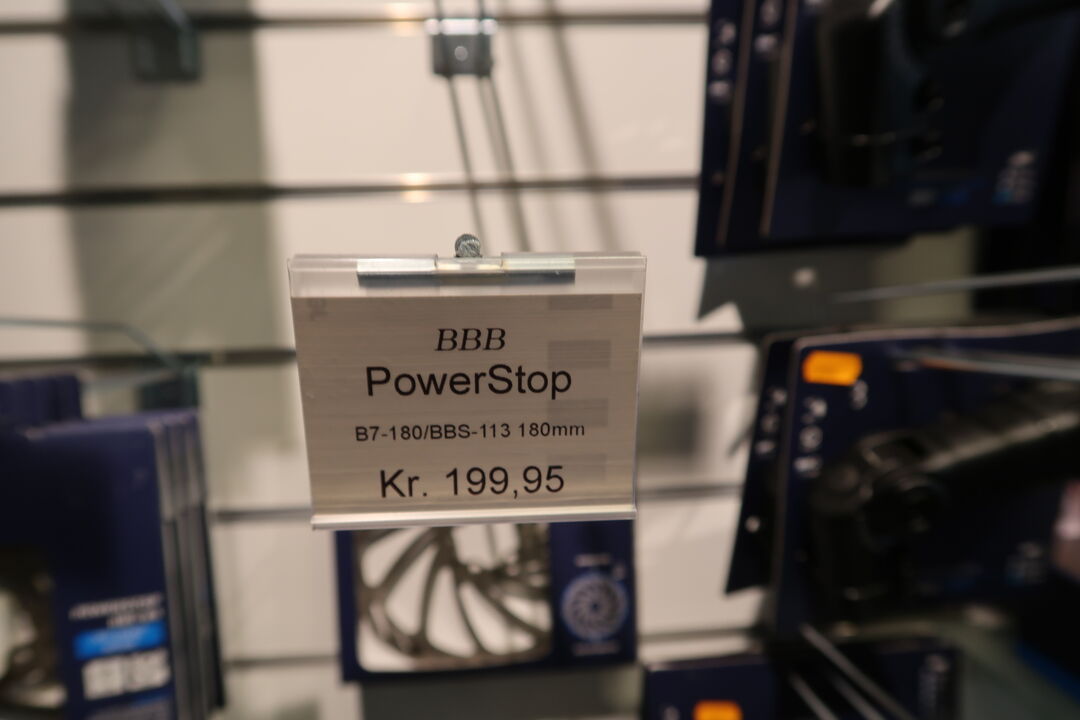 BBB
PowerStop
B7-180/BBS-113 180mm
Kr. 199,95